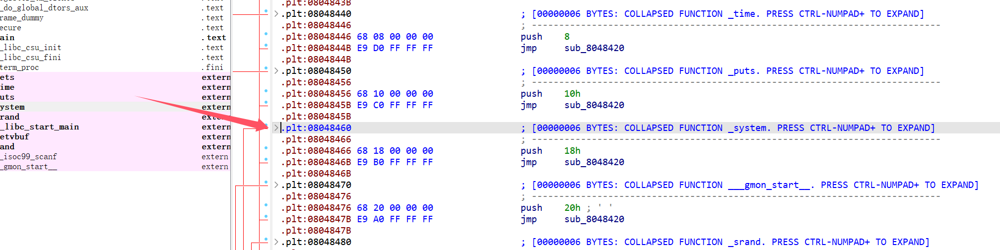 _do_global_dtors_aux .text
rame_dummy .text
ecure .text
ain .text
_libc_csu_init .text
_libc_csu_fini .text
term_proc .fini
ets extern
ime extern
uts extern
ystem extern
rand extern
_libc_start_main extern
etvbuf extern
and extern
_isoc99_scanf extern
_gmon_start__ extern
.plt:0804843B
.plt:08048440 ; [00000006 BYTES: COLLAPSED FUNCTION _time. PRESS CTRL-NUMPAD+ TO EXPAND]
.plt:08048446 ; ---------------------------------------------------------------------------
.plt:08048446 68 08 00 00 00 push 8
.plt:0804844B E9 D0 FF FF FF jmp sub_8048420
.plt:0804844B
.plt:08048450 ; [00000006 BYTES: COLLAPSED FUNCTION _puts. PRESS CTRL-NUMPAD+ TO EXPAND]
.plt:08048456 ; ---------------------------------------------------------------------------
.plt:08048456 68 10 00 00 00 push 10h
.plt:0804845B E9 C0 FF FF FF jmp sub_8048420
.plt:0804845B
.plt:08048460 ; [00000006 BYTES: COLLAPSED FUNCTION _system. PRESS CTRL-NUMPAD+ TO EXPAND]
.plt:08048466 ; ---------------------------------------------------------------------------
.plt:08048466 68 18 00 00 00 push 18h
.plt:0804846B E9 B0 FF FF FF jmp sub_8048420
.plt:0804846B
.plt:08048470 ; [00000006 BYTES: COLLAPSED FUNCTION ___gmon_start__. PRESS CTRL-NUMPAD+ TO EXPAND]
.plt:08048476 ; ---------------------------------------------------------------------------
.plt:08048476 68 20 00 00 00 push 20h ; ' '
.plt:0804847B E9 A0 FF FF FF jmp sub_8048420
.plt:0804847B
.plt:08048480 ; [00000006 BYTES: COLLAPSED FUNCTION _srand. PRESS CTRL-NUMPAD+ TO EXPAND]